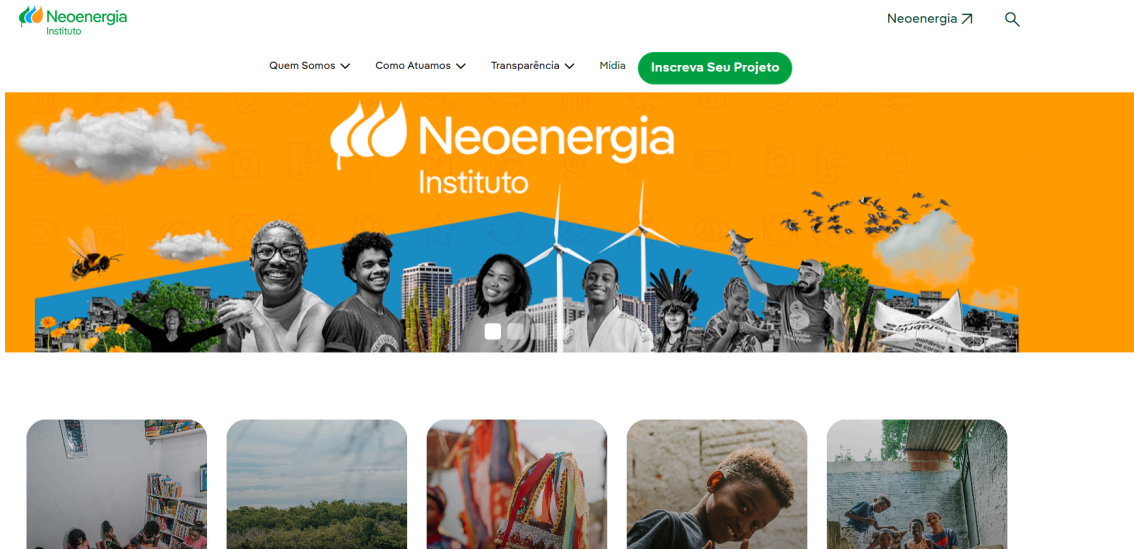 Neoenergia
Instituto
Neoenergia
Quem Somos
Como Atuamos
Transparência
Mídia
Inscreva Seu Projeto
Neoenergia
Instituto